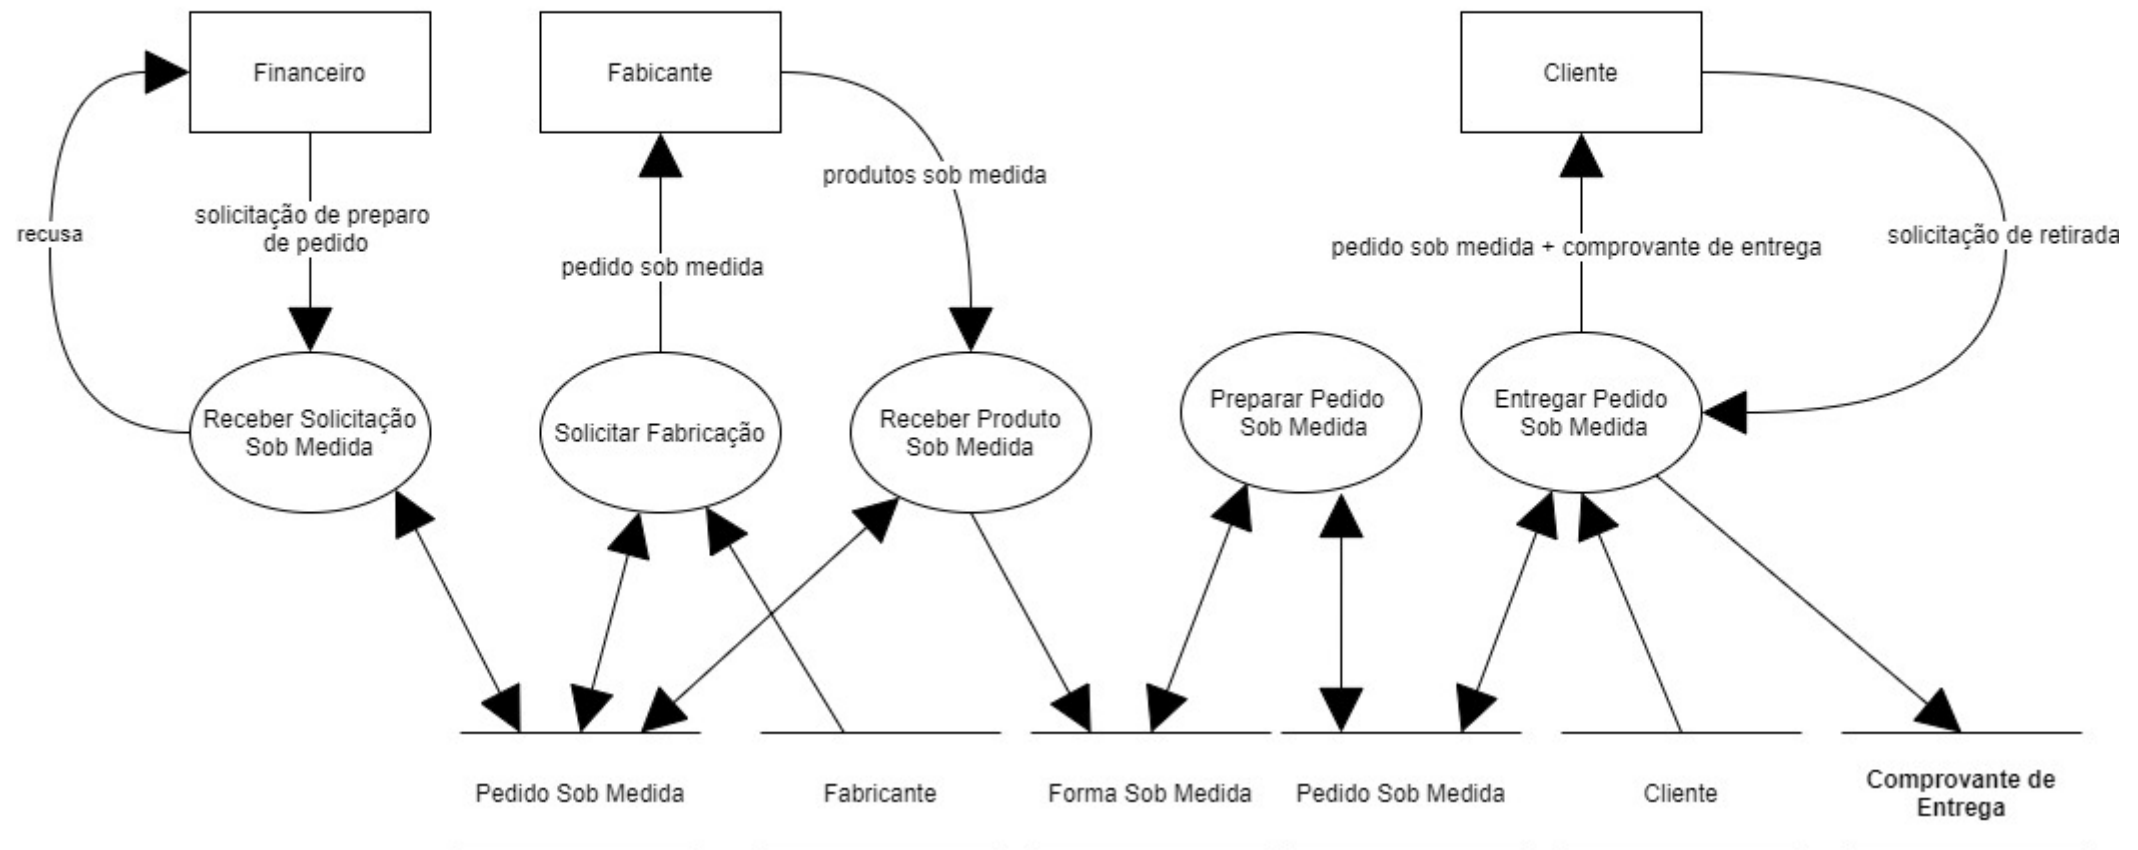 Financeiro
Fabicante
Cliente
produtos sob medida
solicitação de preparo
de pedido
recusa
solicitação de retirada
pedido sob medida + comprovante de entrega
pedido sob medida
Receber Solicitação
Sob Medida
Solicitar Fabricação
Receber Produto
Sob Medida
Preparar Pedido
Sob Medida
Entregar Pedido
Sob Medida
Pedido Sob Medida
Fabricante
Forma Sob Medida
Pedido Sob Medida
Cliente
Comprovante de
Entrega